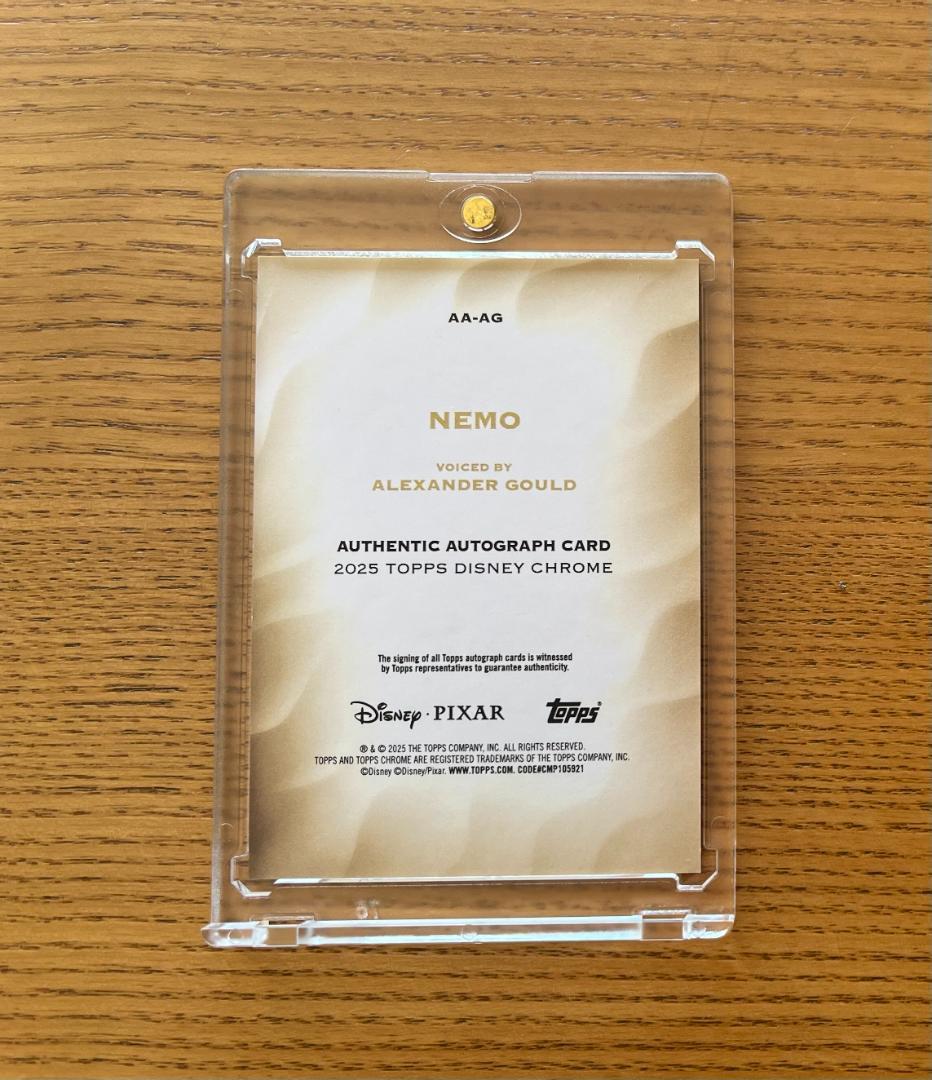 AA-AG
NEMO
VOICED BY
ALEXANDER GOULD
AUTHENTIC AUTOGRAPH CARD
2025 TOPPS DISNEY CHROME
The signing of all Topps autograph cards is witnessed
by Topps representatives to guarantee authenticity.
Disney · PIXAR topps®
® & © 2025 THE TOPPS COMPANY, INC. ALL RIGHTS RESERVED.
TOPPS AND TOPPS CHROME ARE REGISTERED TRADEMARKS OF THE TOPPS COMPANY, INC.
©Disney ©Disney/Pixar. WWW.TOPPS.COM. CODE#CMP105921